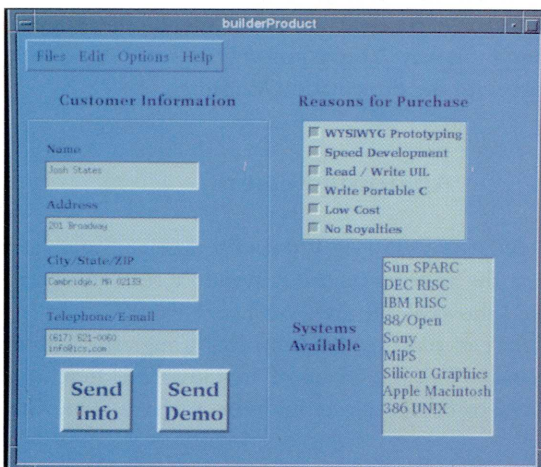 builderProduct
Files Edit Options Help
Customer Information
Name
Josh States
Address
201 Broadway
City/State/ZIP
Cambridge, MA 02139
Telephone/E-mail
(617) 621-0060
info@ics.com
Send
Info
Send
Demo
Reasons for Purchase
WYSIWYG Prototyping
Speed Development
Read / Write UIL
Write Portable C
Low Cost
No Royalties
Systems
Available
Sun SPARC
DEC RISC
IBM RISC
88/Open
Sony
MiPS
Silicon Graphics
Apple Macintosh
386 UNIX